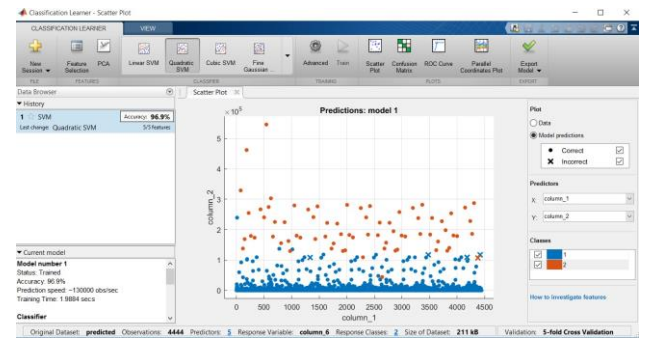 Classification Learner - Scatter Plot
CLASSIFICATION LEARNER VIEW
New Session
Feature Selection
PCA
Linear SVM
Quadratic SVM
Cubic SVM
Fine Gaussian ...
Advanced
Train
Scatter Plot
Confusion Matrix
ROC Curve
Parallel Coordinates Plot
Export Model
FILE FEATURES CLASSIFIER TRAINING PLOTS EXPORT
Data Browser
Scatter Plot
History
1 SVM Accuracy: 96.9%
Last change: Quadratic SVM 5/5 features
Current model
Model number 1
Status: Trained
Accuracy: 96.9%
Prediction speed: ~130000 obs/sec
Training Time: 1.9884 secs
Classifier
× 10⁵
Predictions: model 1
5
4
3
2
1
0
column_2
0 500 1000 1500 2000 2500 3000 3500 4000 4500
column_1
Plot
Data
Model predictions
Correct
Incorrect
Predictors
X: column_1
Y: column_2
Classes
1
2
How to investigate features
Original Dataset: predicted Observations: 4444 Predictors: 5 Response Variable: column_6 Response Classes: 2 Size of Dataset: 211 kB Validation: 5-fold Cross Validation